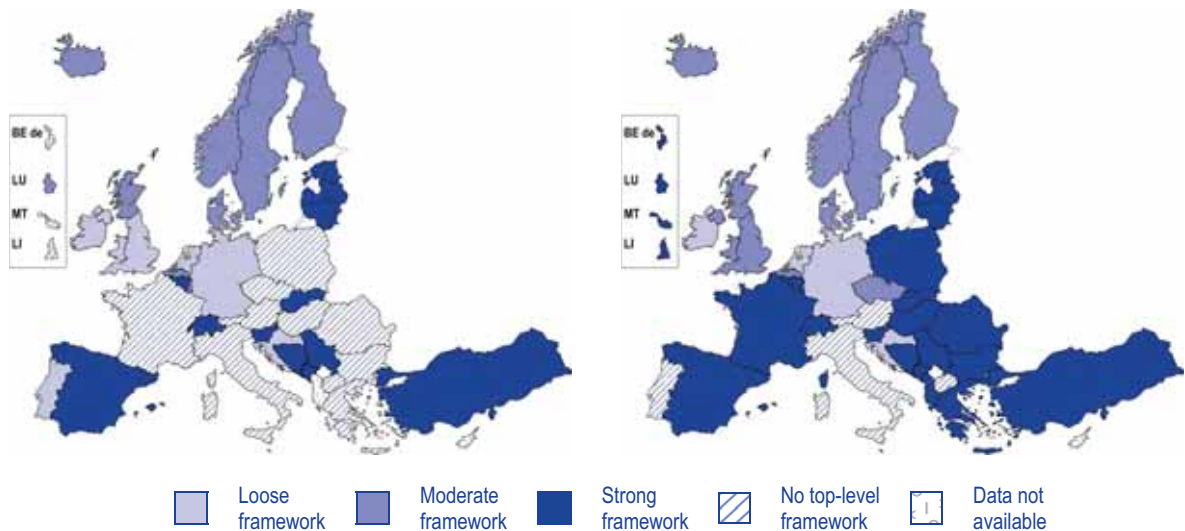 BE de
LU
MT
LI
BE de
LU
MT
LI
Loose
framework
Moderate
framework
Strong
framework
No top-level
framework
Data not
available